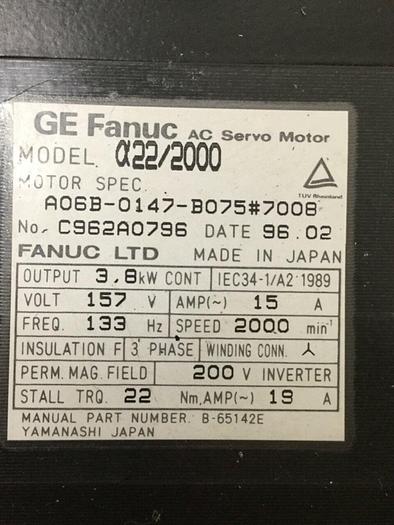 GE Fanuc AC Servo Motor
MODEL α22/2000
MOTOR SPEC.
TÜV Rheinland
A06B-0147-B075#7008
No. C962A0796 DATE 96.02
FANUC LTD MADE IN JAPAN
OUTPUT 3.8kW CONT IEC34-1/A2 1989
VOLT 157 V AMP(~) 15 A
FREQ. 133 Hz SPEED 2000 min⁻¹
INSULATION F 3 PHASE WINDING CONN. 人
PERM. MAG. FIELD 200 V INVERTER
STALL TRQ. 22 Nm, AMP(~) 19 A
MANUAL PART NUMBER. B-65142E
YAMANASHI JAPAN